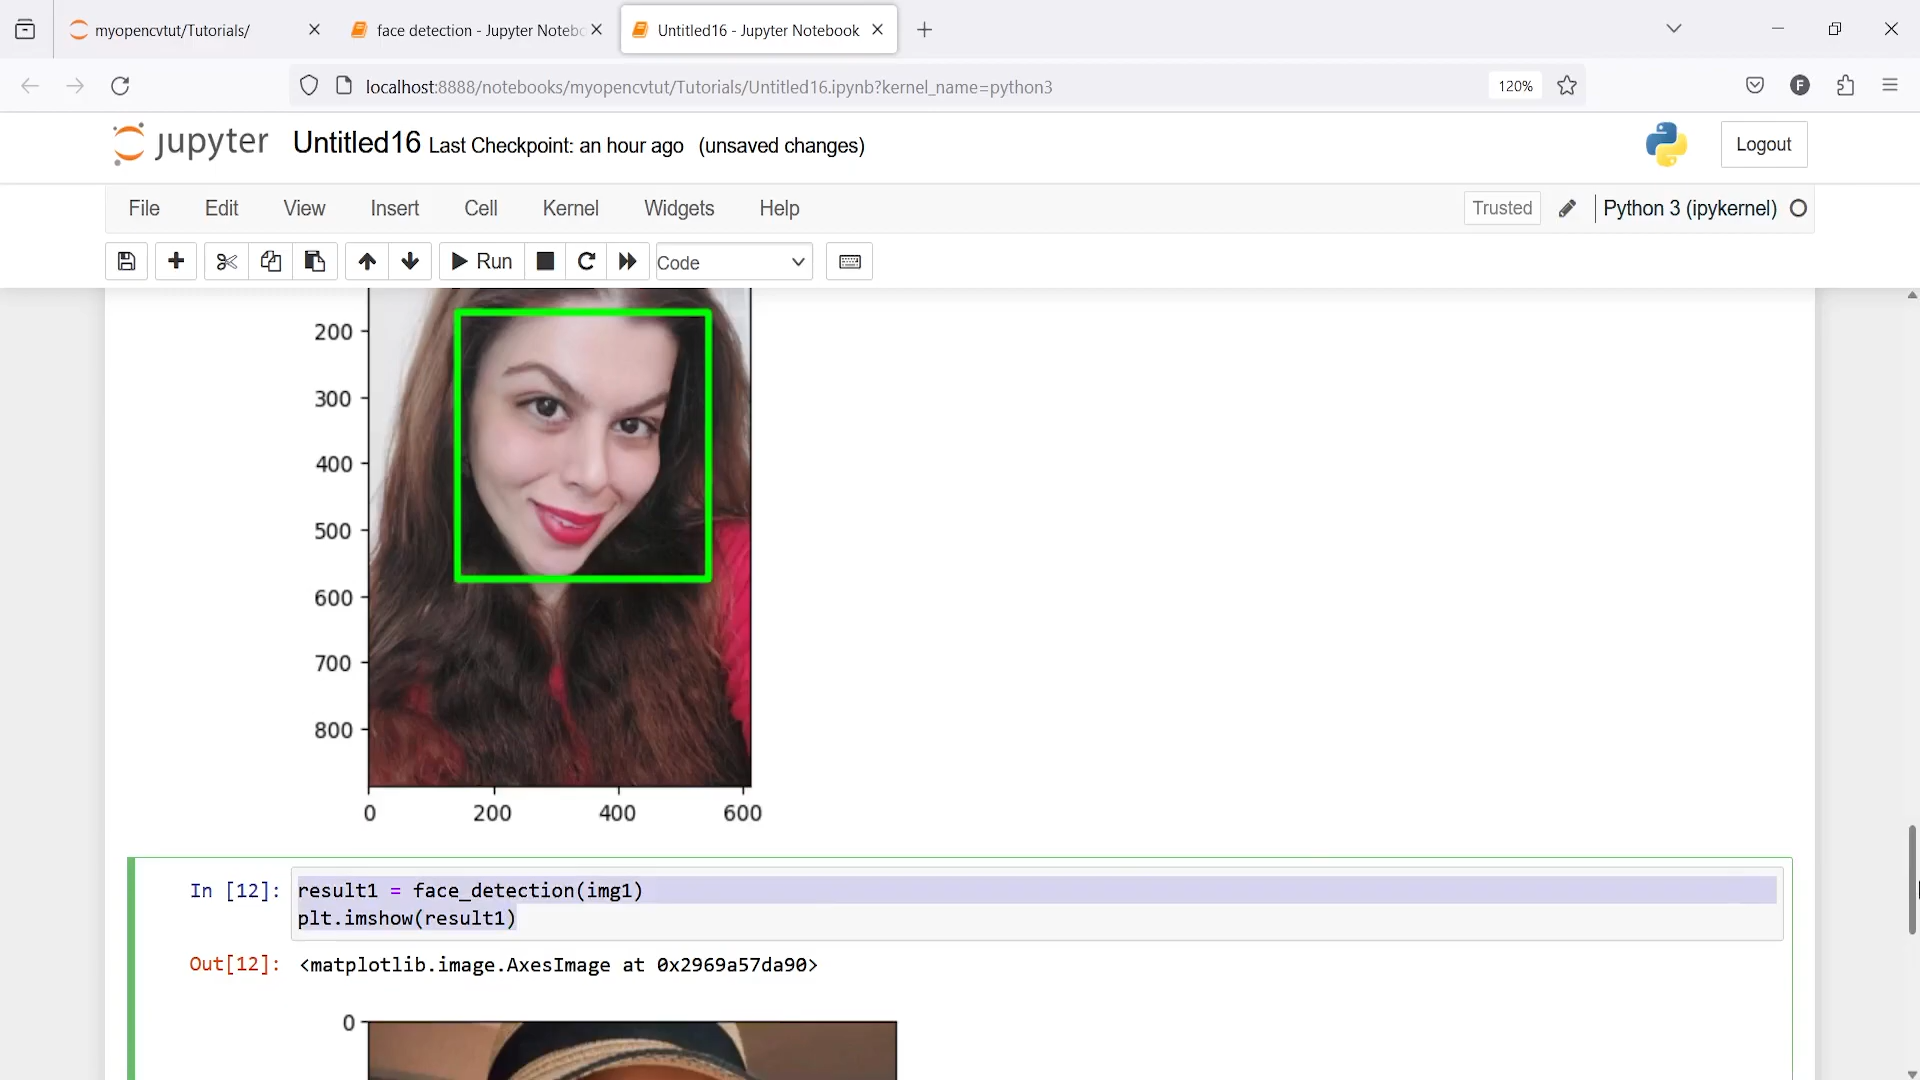 myopencvtut/Tutorials/
face detection - Jupyter Notebo
Untitled16 - Jupyter Notebook
localhost:8888/notebooks/myopencvtut/Tutorials/Untitled16.ipynb?kernel_name=python3
120%
F
jupyter
Untitled16 Last Checkpoint: an hour ago (unsaved changes)
Logout
File Edit View Insert Cell Kernel Widgets Help
Trusted
Python 3 (ipykernel)
Run
Code
200
300
400
500
600
700
800
0 200 400 600
In [12]: result1 = face_detection(img1)
plt.imshow(result1)
Out[12]: <matplotlib.image.AxesImage at 0x2969a57da90>
0